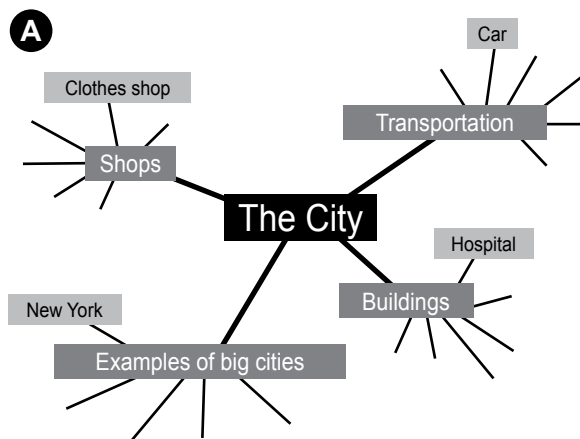 A
Car
Clothes shop
Transportation
Shops
The City
Hospital
Buildings
New York
Examples of big cities